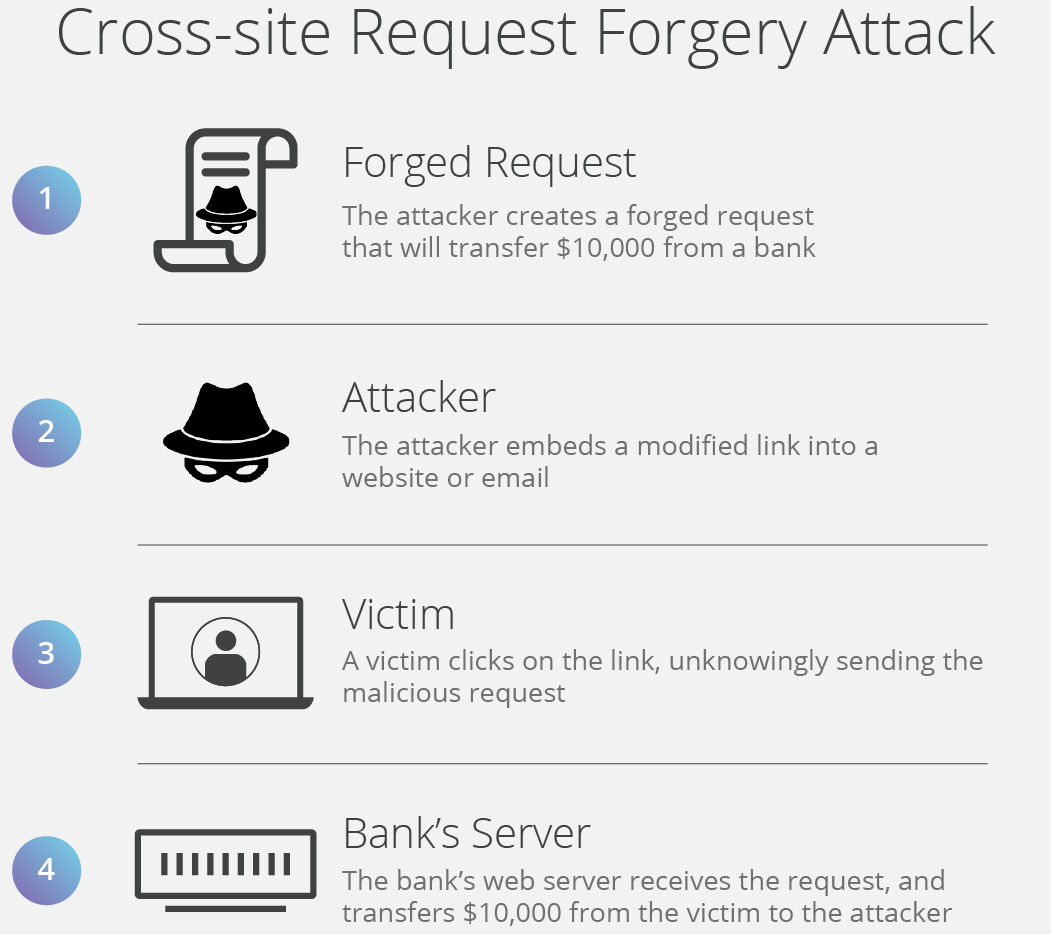 Cross-site Request Forgery Attack
1
Forged Request
The attacker creates a forged request
that will transfer $10,000 from a bank
2
Attacker
The attacker embeds a modified link into a
website or email
3
Victim
A victim clicks on the link, unknowingly sending the
malicious request
4
Bank’s Server
The bank’s web server receives the request, and
transfers $10,000 from the victim to the attacker